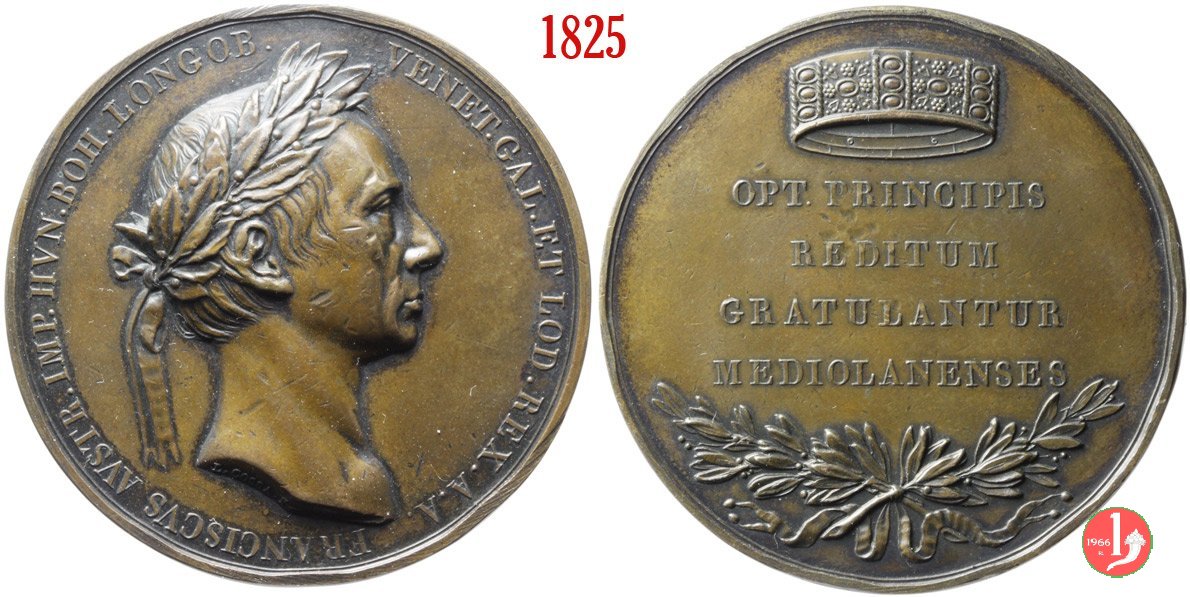 1825
FRANCISCVS AVSTR. IMP. HVN. BOH. LONGOB. VENET. GAL. ET LOD. REX. A. A
OPT. PRINCIPIS
REDITUM
GRATULANTUR
MEDIOLANENSES
1966